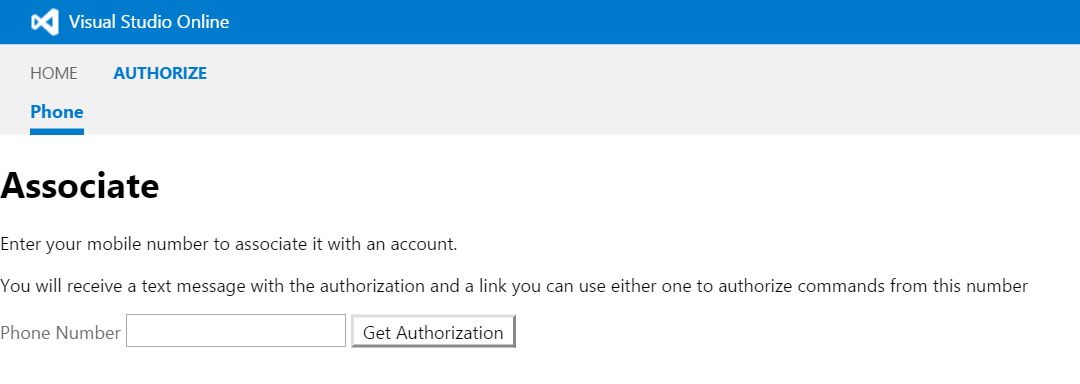 Visual Studio Online
HOME AUTHORIZE
Phone
Associate
Enter your mobile number to associate it with an account.
You will receive a text message with the authorization and a link you can use either one to authorize commands from this number
Phone Number Get Authorization